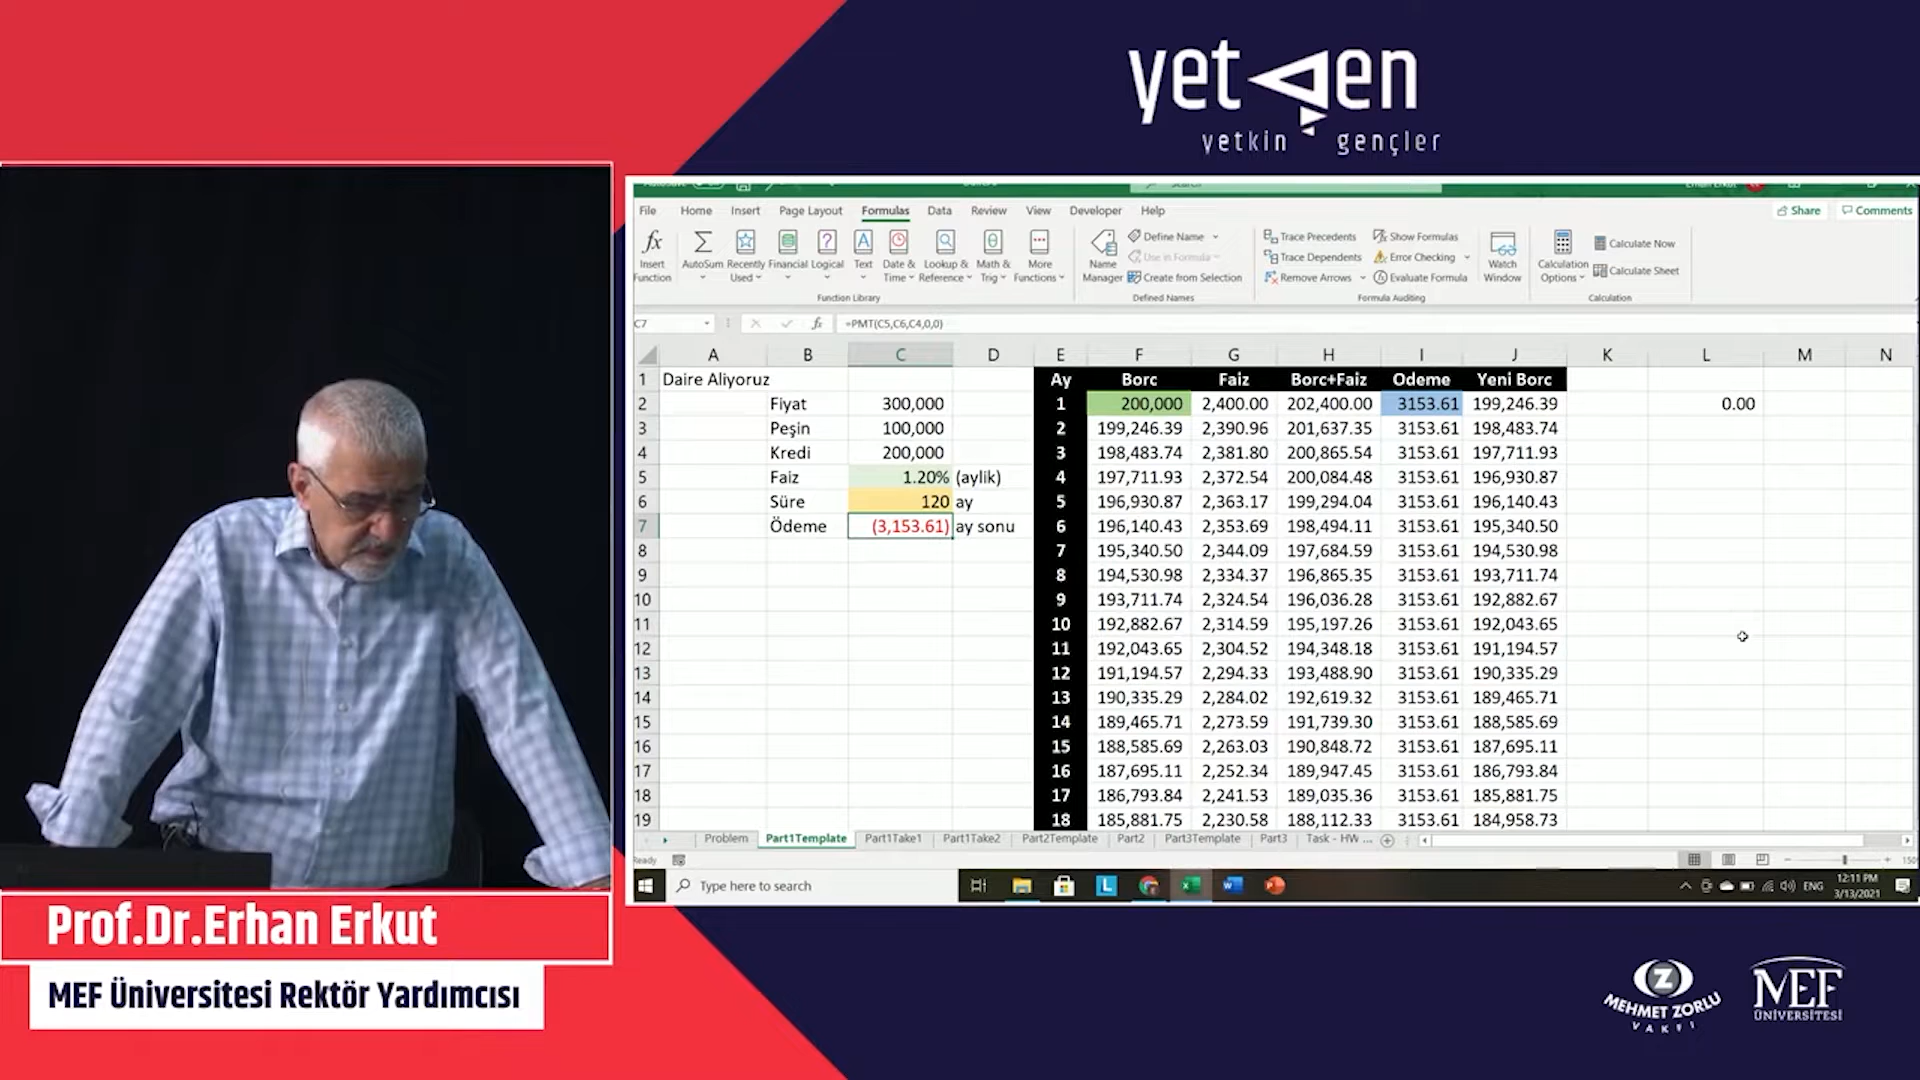 yetgen
yetkin gençler
File Home Insert Page Layout Formulas Data Review View Developer Help Share Comments
Insert Function
AutoSum
Recently Used
Financial
Logical
Text
Date & Time
Lookup & Reference
Math & Trig
More Functions
Function Library
Name Manager
Define Name
Use in Formula
Create from Selection
Defined Names
Trace Precedents
Trace Dependents
Remove Arrows
Show Formulas
Error Checking
Evaluate Formula
Formula Auditing
Watch Window
Calculation Options
Calculate Now
Calculate Sheet
Calculation
C7 fx =PMT(C5,C6,C4,0,0)
A B C D E F G H I J K L M N
1 Daire Aliyoruz Ay Borc Faiz Borc+Faiz Odeme Yeni Borc
2 Fiyat 300,000 1 200,000 2,400.00 202,400.00 3153.61 199,246.39 0.00
3 Peşin 100,000 2 199,246.39 2,390.96 201,637.35 3153.61 198,483.74
4 Kredi 200,000 3 198,483.74 2,381.80 200,865.54 3153.61 197,711.93
5 Faiz 1.20% (aylik) 4 197,711.93 2,372.54 200,084.48 3153.61 196,930.87
6 Süre 120 ay 5 196,930.87 2,363.17 199,294.04 3153.61 196,140.43
7 Ödeme (3,153.61) ay sonu 6 196,140.43 2,353.69 198,494.11 3153.61 195,340.50
8 7 195,340.50 2,344.09 197,684.59 3153.61 194,530.98
9 8 194,530.98 2,334.37 196,865.35 3153.61 193,711.74
10 9 193,711.74 2,324.54 196,036.28 3153.61 192,882.67
11 10 192,882.67 2,314.59 195,197.26 3153.61 192,043.65
12 11 192,043.65 2,304.52 194,348.18 3153.61 191,194.57
13 12 191,194.57 2,294.33 193,488.90 3153.61 190,335.29
14 13 190,335.29 2,284.02 192,619.32 3153.61 189,465.71
15 14 189,465.71 2,273.59 191,739.30 3153.61 188,585.69
16 15 188,585.69 2,263.03 190,848.72 3153.61 187,695.11
17 16 187,695.11 2,252.34 189,947.45 3153.61 186,793.84
18 17 186,793.84 2,241.53 189,035.36 3153.61 185,881.75
19 18 185,881.75 2,230.58 188,112.33 3153.61 184,958.73
Problem Part1Template Part1Take1 Part1Take2 Part2Template Part2 Part3Template Part3 Task - HW ...
Ready
Type here to search
ENG
12:11 PM
3/13/2021
Prof.Dr.Erhan Erkut
MEF Üniversitesi Rektör Yardımcısı
MEHMET ZORLU
VAKFI
MEF
ÜNİVERSİTESİ